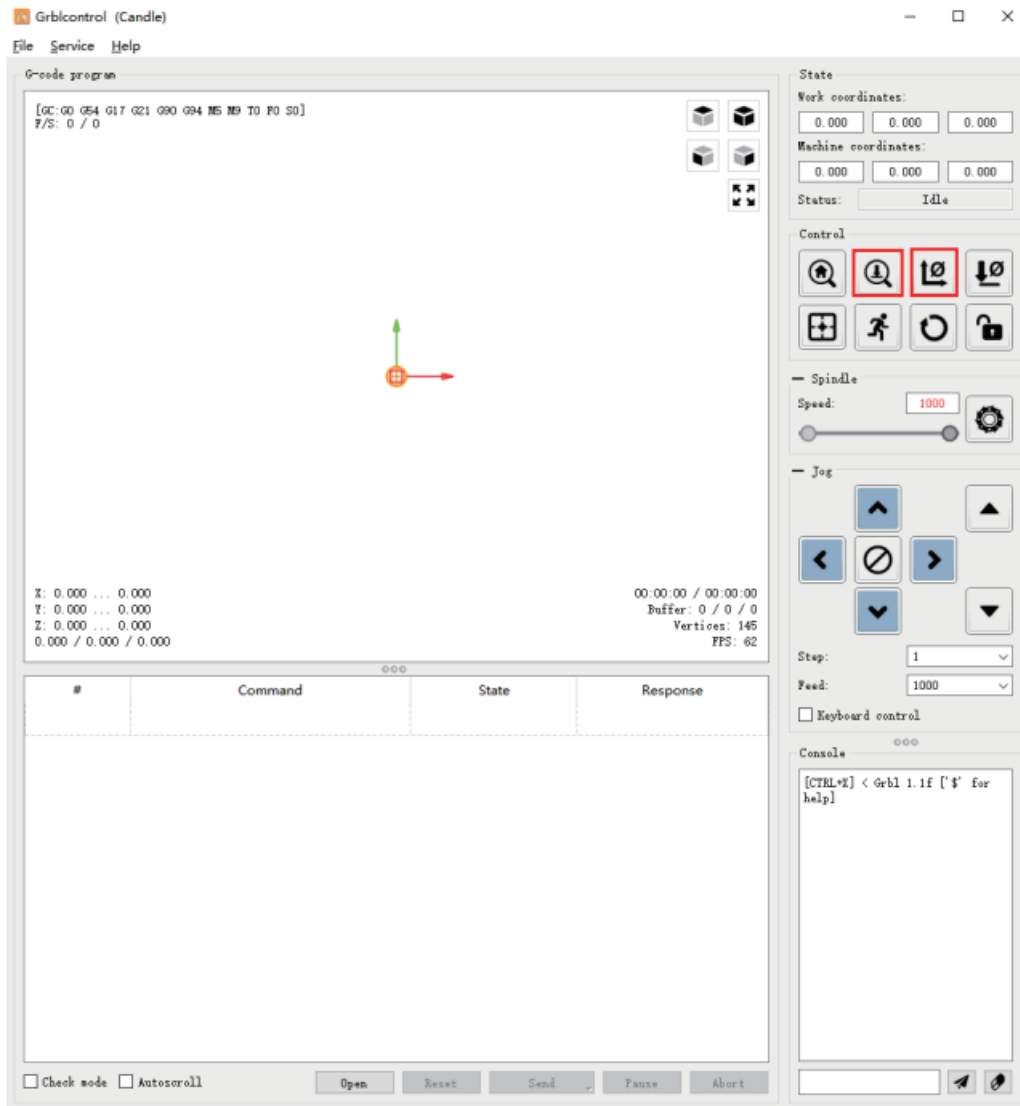 Grblcontrol (Candle)
File Service Help
G-code program
[GC:G0 G54 G17 G21 G90 G94 M5 M9 T0 F0 S0]
F/S: 0 / 0
X: 0.000 ... 0.000
Y: 0.000 ... 0.000
Z: 0.000 ... 0.000
0.000 / 0.000 / 0.000
00:00:00 / 00:00:00
Buffer: 0 / 0 / 0
Vertices: 145
FPS: 62
# Command State Response
Check mode Autoscroll Open Reset Send Pause Abort
State
Work coordinates:
0.000 0.000 0.000
Machine coordinates:
0.000 0.000 0.000
Status: Idle
Control
Spindle
Speed: 1000
Jog
Step: 1
Feed: 1000
Keyboard control
Console
[CTRL+X] < Grbl 1.1f ['$' for
help]